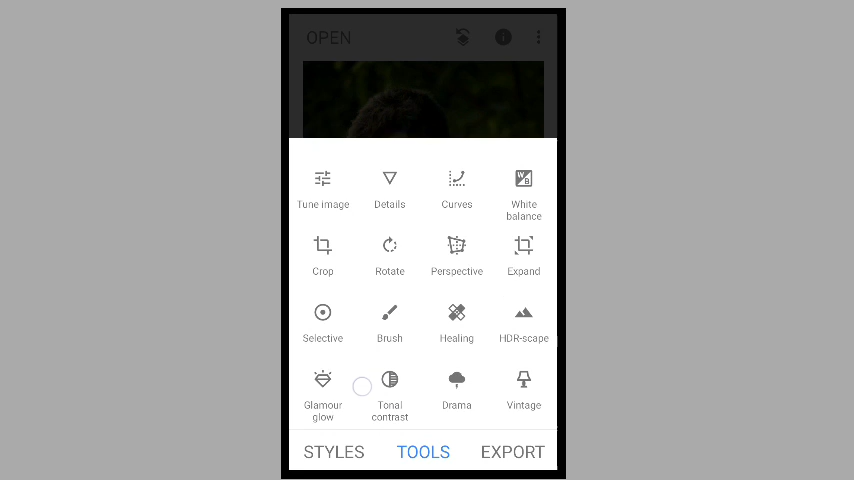 OPEN
Tune image
Details
Curves
White balance
Crop
Rotate
Perspective
Expand
Selective
Brush
Healing
HDR-scape
Glamour glow
Tonal contrast
Drama
Vintage
STYLES
TOOLS
EXPORT